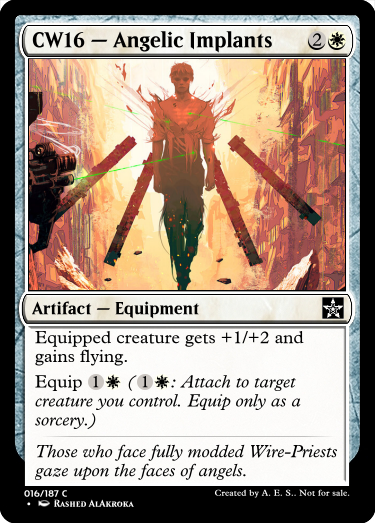 CW16 — Angelic Implants 2
Artifact — Equipment
Equipped creature gets +1/+2 and
gains flying.
Equip 1 ( 1 : Attach to target
creature you control. Equip only as a
sorcery.)
Those who face fully modded Wire-Priests
gaze upon the faces of angels.
016/187 C
Created by A. E. S.. Not for sale.
• Rashed AlAkroka